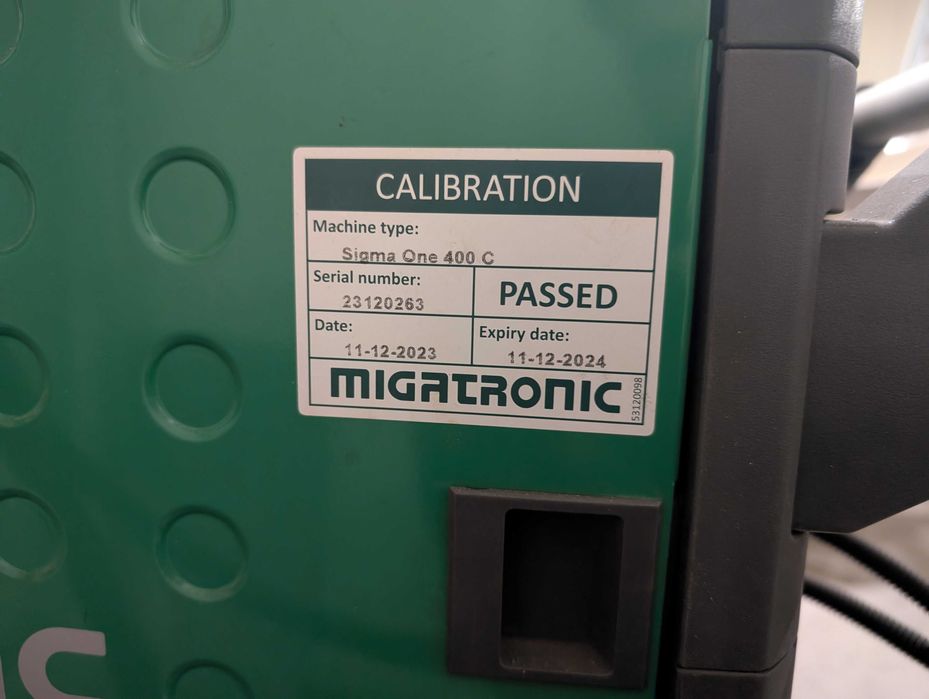 CALIBRATION
Machine type:
Sigma One 400 C
Serial number:
23120263
PASSED
Date:
11-12-2023
Expiry date:
11-12-2024
MIGATRONIC
53120098